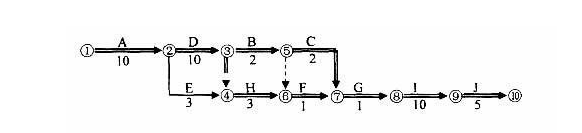 A D B C
① ② ③ ⑤
10 10 2 2
E H F G I J
④ ⑥ ⑦ ⑧ ⑨ ⑩
3 3 1 1 10 5